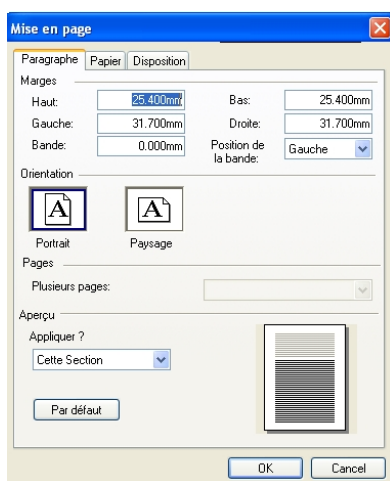 Mise en page
Paragraphe Papier Disposition
Marges
Haut: 25.400mm Bas: 25.400mm
Gauche: 31.700mm Droite: 31.700mm
Bande: 0.000mm Position de la bande: Gauche
Orientation
A A
Portrait Paysage
Pages
Plusieurs pages:
Aperçu
Appliquer ?
Cette Section
Par défaut
OK Cancel